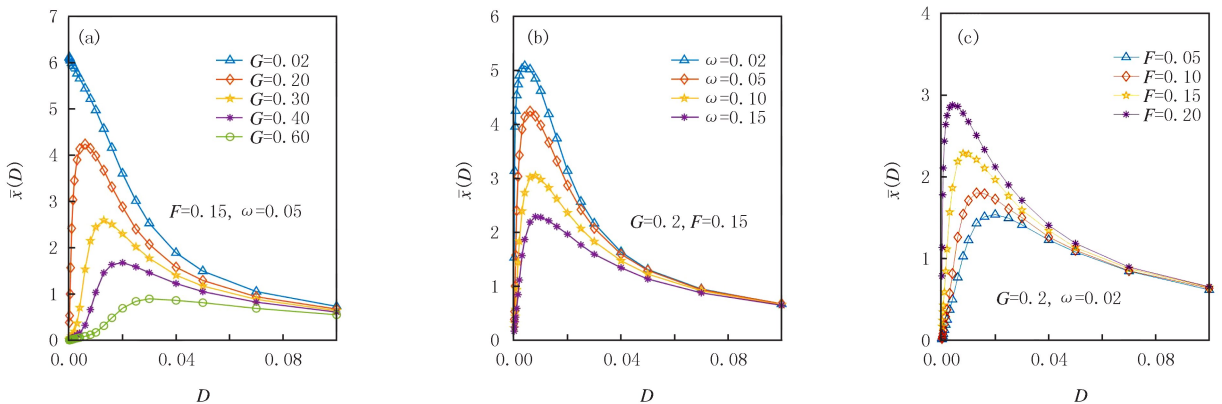 (a)
7
6
5
4
3
2
1
0
0.00
0.04
0.08
x̄(D)
D
G=0.02
G=0.20
G=0.30
G=0.40
G=0.60
F=0.15, ω=0.05
(b)
6
5
4
3
2
1
0
0.00
0.04
0.08
x̄(D)
D
ω=0.02
ω=0.05
ω=0.10
ω=0.15
G=0.2, F=0.15
(c)
4
3
2
1
0
0.00
0.04
0.08
x̄(D)
D
F=0.05
F=0.10
F=0.15
F=0.20
G=0.2, ω=0.02